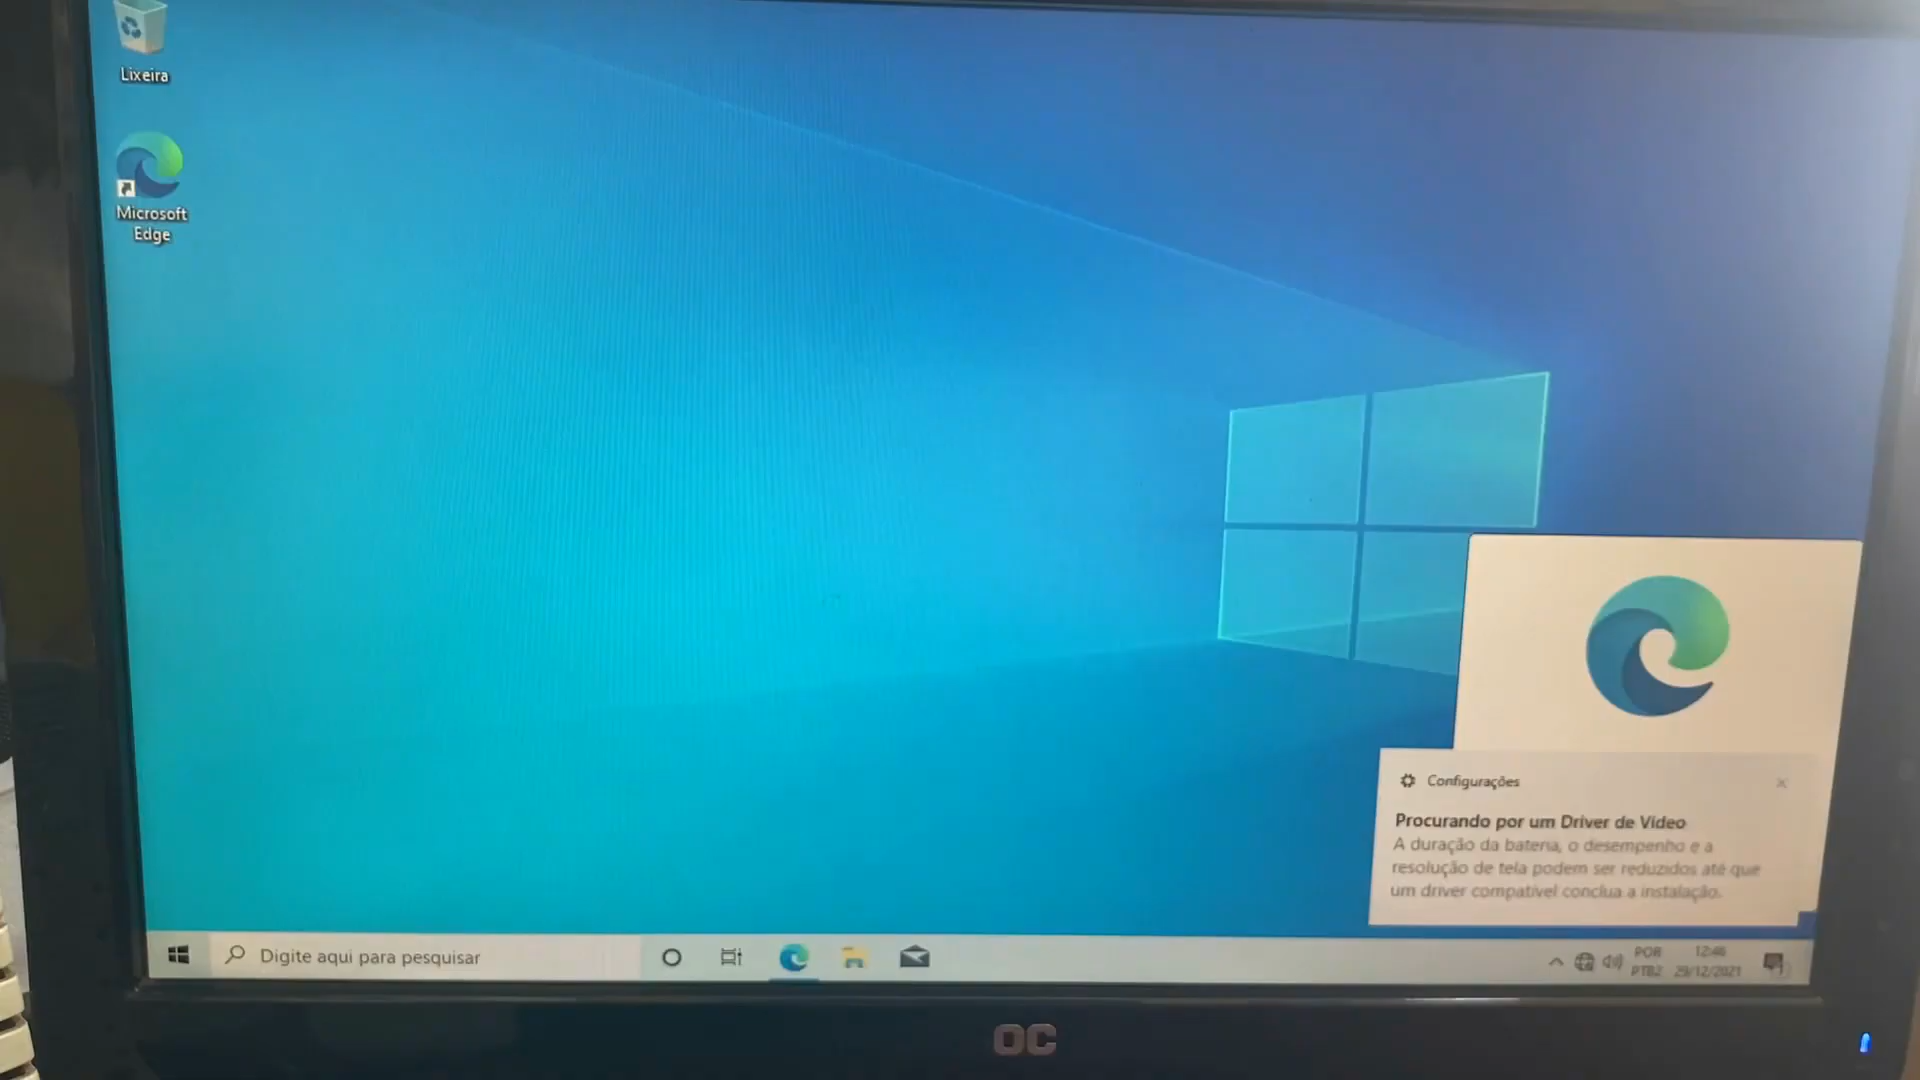 Lixeira
Microsoft
Edge
Configurações
Procurando por um Driver de Vídeo
A duração da bateria, o desempenho e a
resolução de tela podem ser reduzidos até que
um driver compatível conclua a instalação.
Digite aqui para pesquisar
POR
PTB2
12:46
29/12/2021
OC